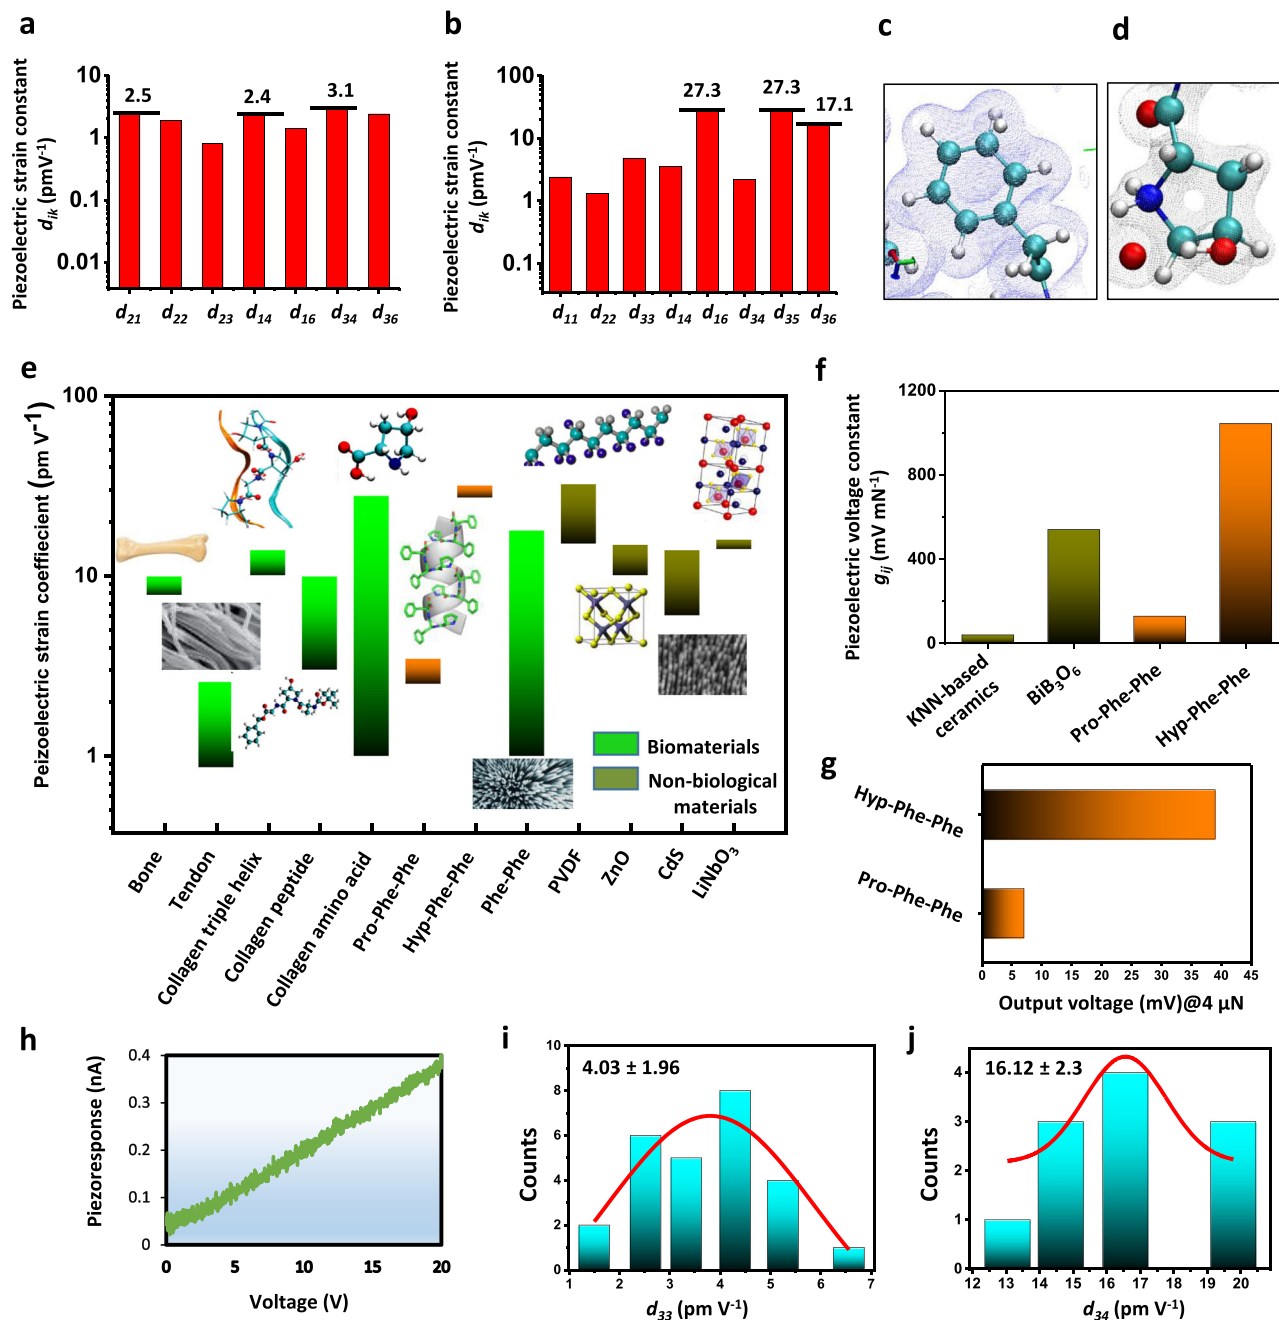 a
Piezoelectric strain constant
d_ik (pmV⁻¹)
10
1
0.1
0.01
2.5
2.4
3.1
d₂₁ d₂₂ d₂₃ d₁₄ d₁₆ d₃₄ d₃₆
b
Piezoelectric strain constant
d_ik (pmV⁻¹)
100
10
1
0.1
27.3
27.3
17.1
d₁₁ d₂₂ d₃₃ d₁₄ d₁₆ d₃₄ d₃₅ d₃₆
c
d
e
Peizoelectric strain coeffiecient (pm V⁻¹)
100
10
1
Biomaterials
Non-biological
materials
Bone
Tendon
Collagen triple helix
Collagen peptide
Collagen amino acid
Pro-Phe-Phe
Hyp-Phe-Phe
Phe-Phe
PVDF
ZnO
CdS
LiNbO₃
f
Piezoelectric voltage constant
g_ij (mV mN⁻¹)
1200
900
600
300
0
KNN-based
ceramics
BiB₃O₆
Pro-Phe-Phe
Hyp-Phe-Phe
g
Hyp-Phe-Phe
Pro-Phe-Phe
0 5 10 15 20 25 30 35 40 45
Output voltage (mV)@4 µN
h
Piezoresponse (nA)
0.4
0.3
0.2
0.1
0
0 5 10 15 20
Voltage (V)
i
Counts
10
8
6
4
2
0
4.03 ± 1.96
1 2 3 4 5 6 7
d₃₃ (pm V⁻¹)
j
Counts
4
3
2
1
0
16.12 ± 2.3
12 13 14 15 16 17 18 19 20
d₃₄ (pm V⁻¹)